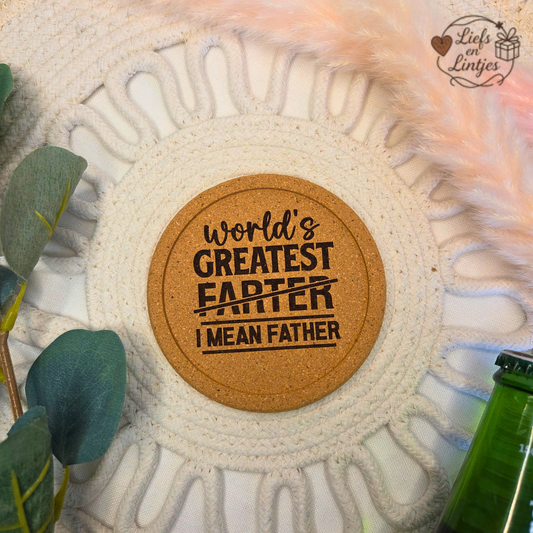 Liefs
en
Lintjes
world's
GREATEST
FARTER
I MEAN FATHER